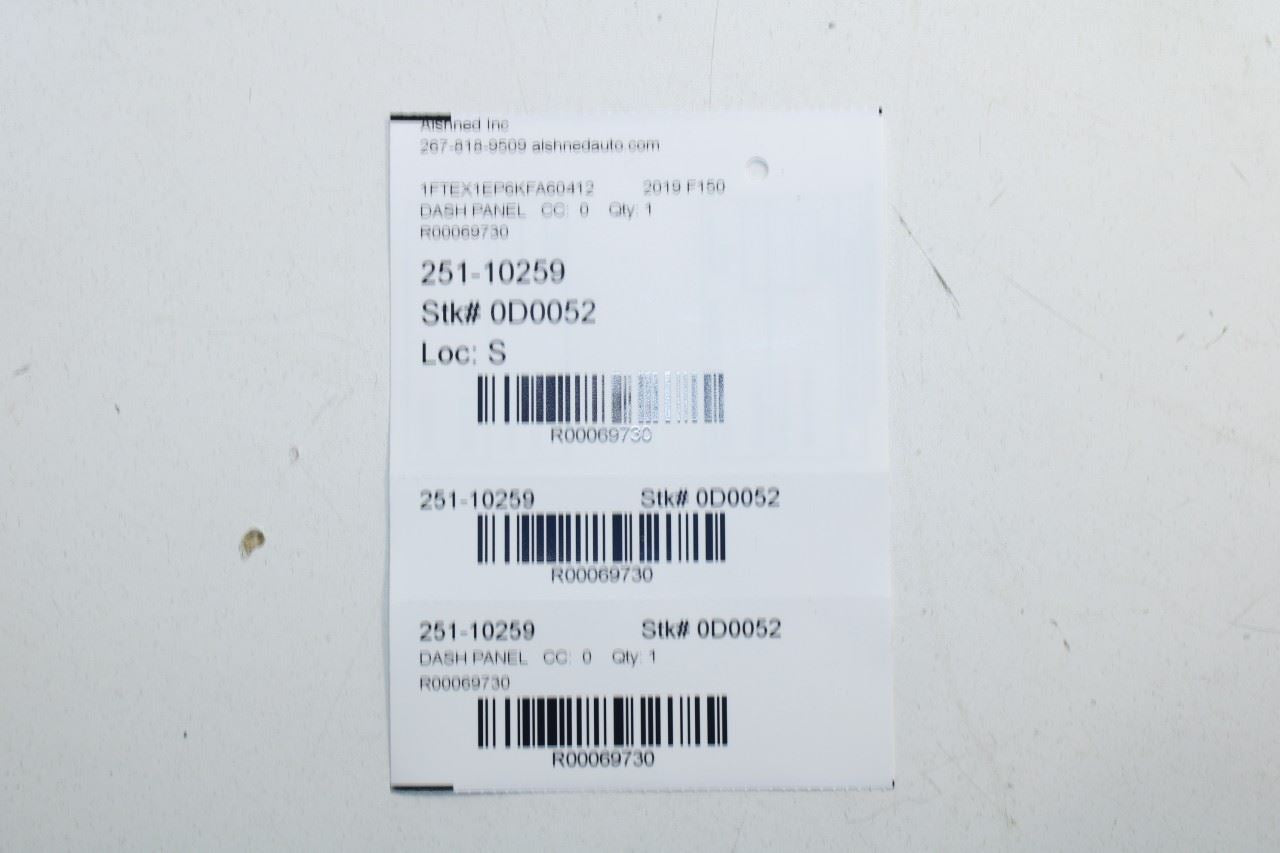 Aishned Inc
267-818-9509 aishnedauto.com
1FTEX1EP6KFA60412 2019 F150
DASH PANEL CC: 0 Qty: 1
R00069730
251-10259
Stk# 0D0052
Loc: S
R00069730
251-10259 Stk# 0D0052
R00069730
251-10259 Stk# 0D0052
DASH PANEL CC: 0 Qty: 1
R00069730
R00069730